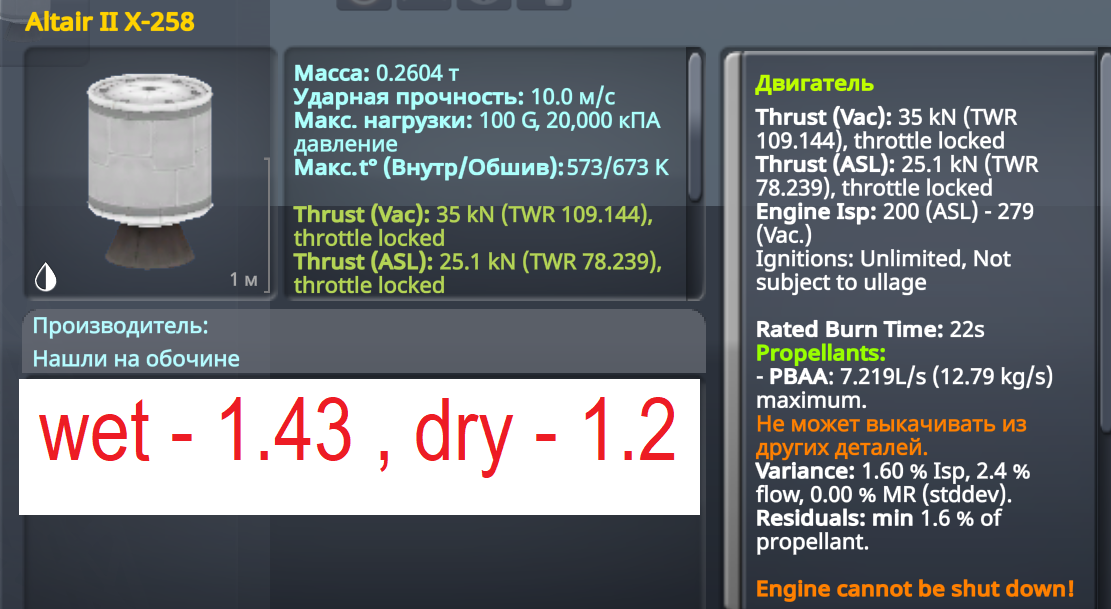 Altair II X-258
Масса: 0.2604 т
Ударная прочность: 10.0 м/с
Макс. нагрузки: 100 G, 20,000 кПА
давление
Макс.t° (Внутр/Обшив):573/673 K
Thrust (Vac): 35 kN (TWR 109.144),
throttle locked
Thrust (ASL): 25.1 kN (TWR 78.239),
throttle locked
1 м
Производитель:
Нашли на обочине
wet - 1.43 , dry - 1.2
Двигатель
Thrust (Vac): 35 kN (TWR
109.144), throttle locked
Thrust (ASL): 25.1 kN (TWR
78.239), throttle locked
Engine Isp: 200 (ASL) - 279
(Vac.)
Ignitions: Unlimited, Not
subject to ullage
Rated Burn Time: 22s
Propellants:
- PBAA: 7.219L/s (12.79 kg/s)
maximum.
Не может выкачивать из
других деталей.
Variance: 1.60 % Isp, 2.4 %
flow, 0.00 % MR (stddev).
Residuals: min 1.6 % of
propellant.
Engine cannot be shut down!